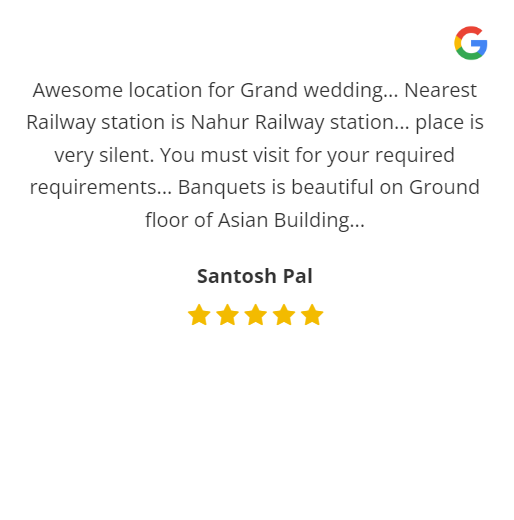 Awesome location for Grand wedding... Nearest
Railway station is Nahur Railway station... place is
very silent. You must visit for your required
requirements... Banquets is beautiful on Ground
floor of Asian Building...
Santosh Pal